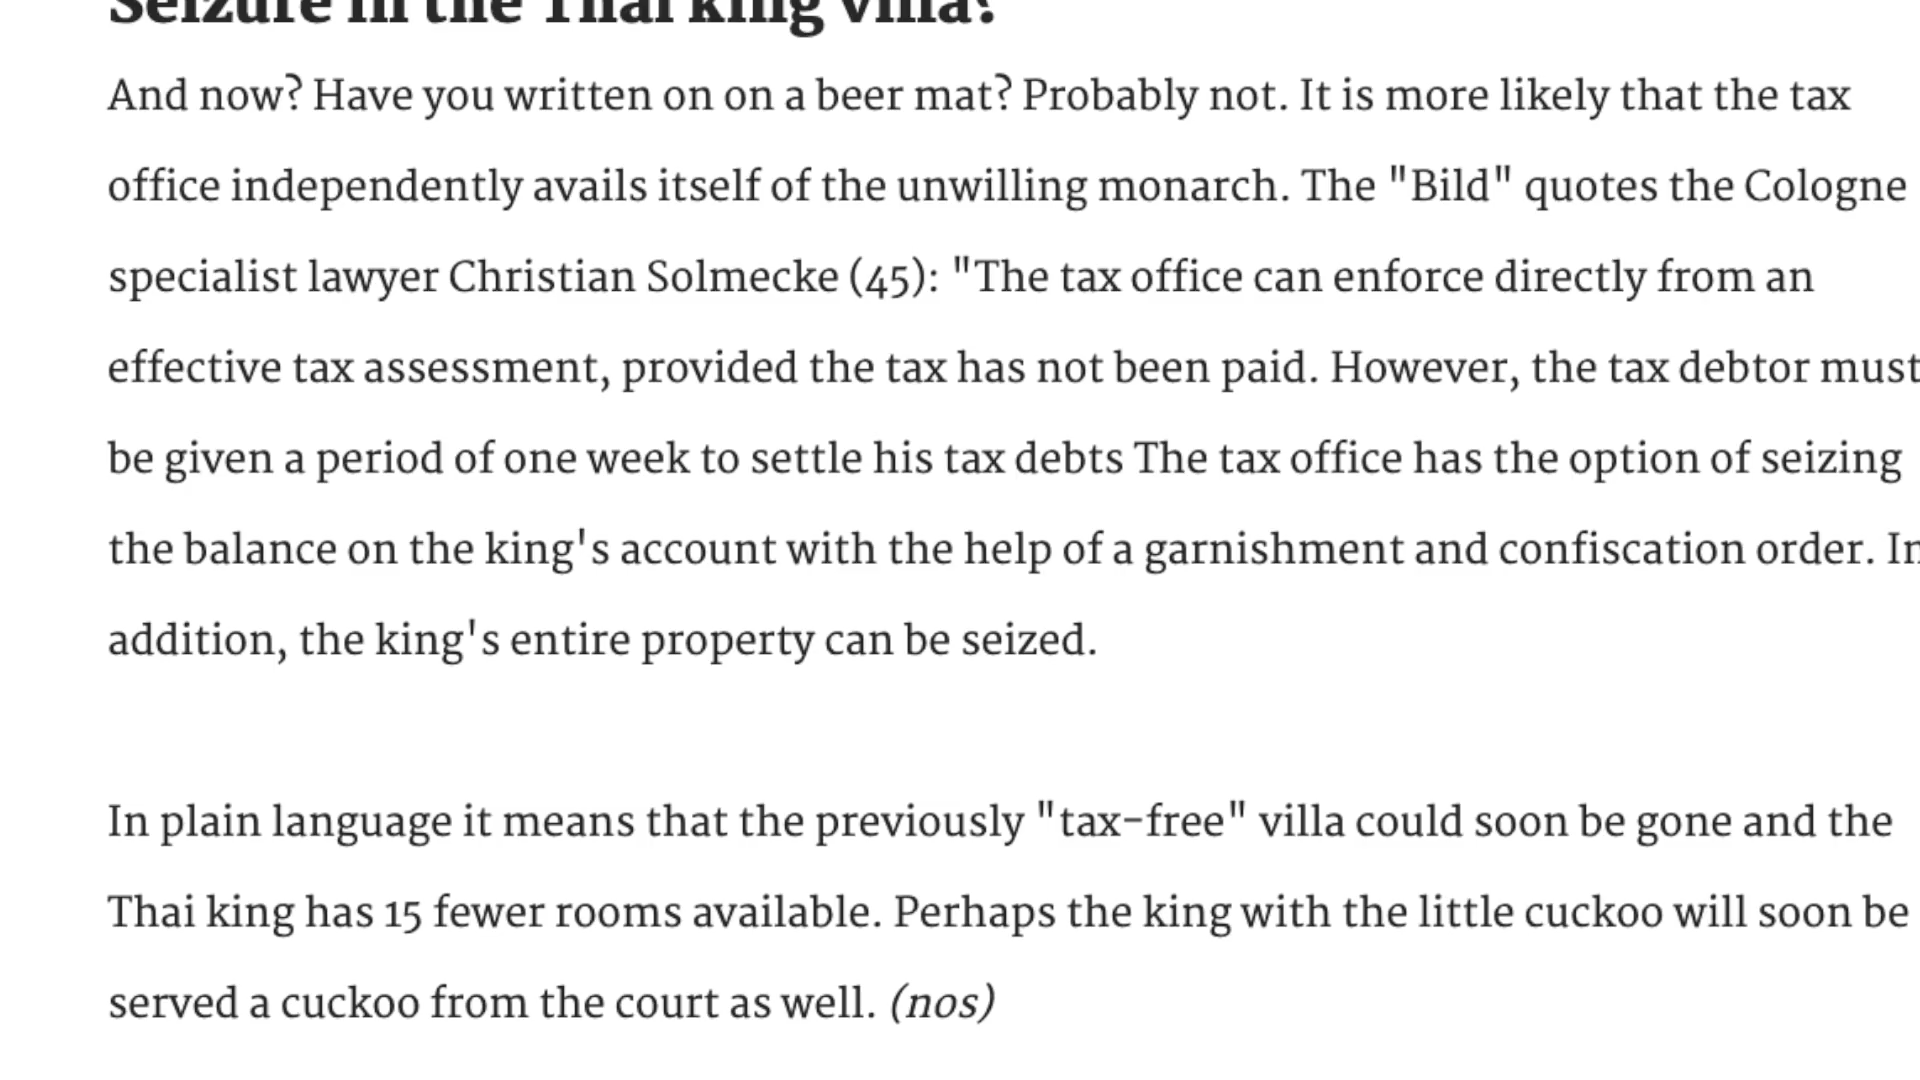 Seizure in the Thai king villa?
And now? Have you written on on a beer mat? Probably not. It is more likely that the tax
office independently avails itself of the unwilling monarch. The "Bild" quotes the Cologne
specialist lawyer Christian Solmecke (45): "The tax office can enforce directly from an
effective tax assessment, provided the tax has not been paid. However, the tax debtor must
be given a period of one week to settle his tax debts The tax office has the option of seizing
the balance on the king's account with the help of a garnishment and confiscation order. In
addition, the king's entire property can be seized.
In plain language it means that the previously "tax-free" villa could soon be gone and the
Thai king has 15 fewer rooms available. Perhaps the king with the little cuckoo will soon be
served a cuckoo from the court as well. (nos)